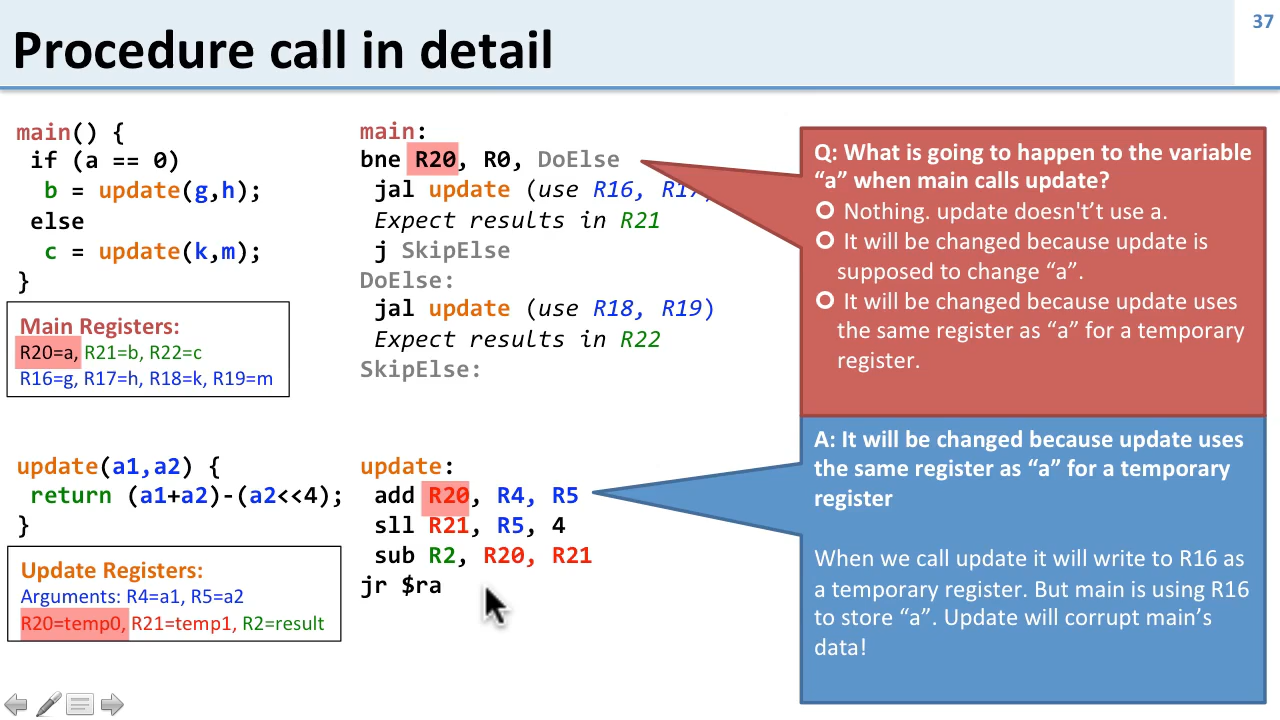 37
Procedure call in detail
main() {
if (a == 0)
b = update(g,h);
else
c = update(k,m);
}
Main Registers:
R20=a, R21=b, R22=c
R16=g, R17=h, R18=k, R19=m
main:
bne R20, R0, DoElse
jal update (use R16, R17)
Expect results in R21
j SkipElse
DoElse:
jal update (use R18, R19)
Expect results in R22
SkipElse:
update(a1,a2) {
return (a1+a2)-(a2<<4);
}
Update Registers:
Arguments: R4=a1, R5=a2
R20=temp0, R21=temp1, R2=result
update:
add R20, R4, R5
sll R21, R5, 4
sub R2, R20, R21
jr $ra
Q: What is going to happen to the variable
“a” when main calls update?
Nothing. update doesn't’t use a.
It will be changed because update is
supposed to change “a”.
It will be changed because update uses
the same register as “a” for a temporary
register.
A: It will be changed because update uses
the same register as “a” for a temporary
register
When we call update it will write to R16 as
a temporary register. But main is using R16
to store “a”. Update will corrupt main’s
data!